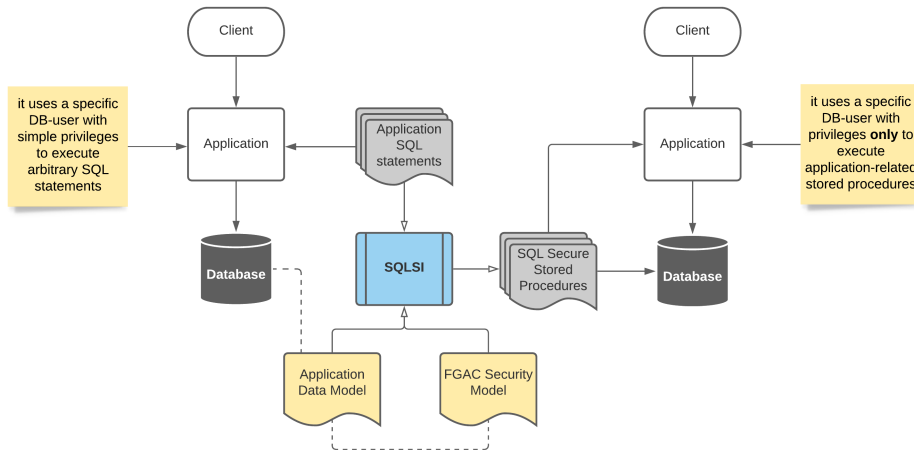 Client
Client
it uses a specific
DB-user with
simple privileges
to execute
arbitrary SQL
statements
Application
Application
SQL
statements
Application
it uses a specific
DB-user with
privileges only to
execute
application-related
stored procedures
Database
SQLSI
SQL Secure
Stored
Procedures
Database
Application
Data Model
FGAC Security
Model